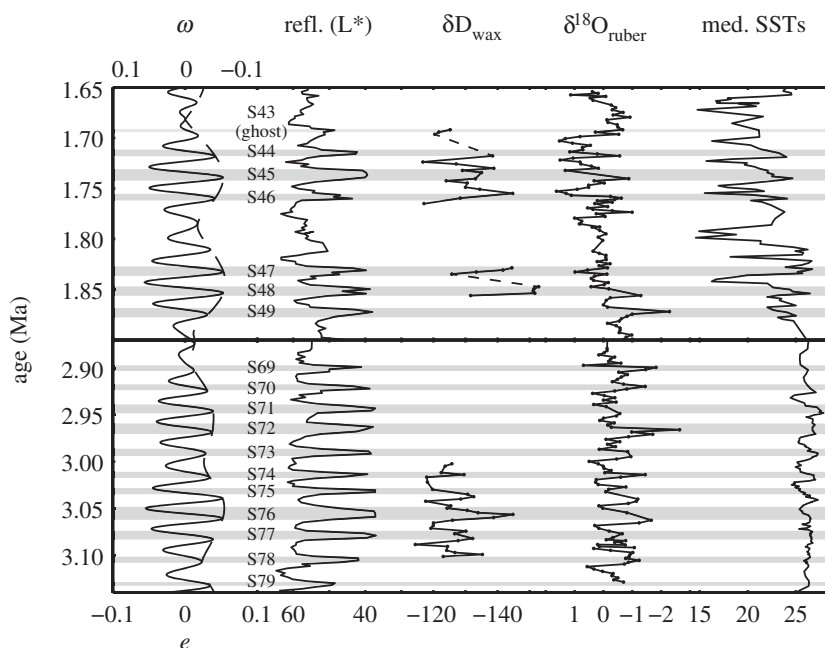 ω refl. (L*) δD_wax δ¹⁸O_ruber med. SSTs
0.1 0 −0.1
1.65
S43
(ghost)
1.70
S44
S45
1.75
S46
1.80
S47
S48
1.85
S49
age (Ma)
2.90
S69
S70
2.95
S71
S72
S73
3.00
S74
S75
3.05
S76
S77
3.10
S78
S79
−0.1 0 0.1 60 40 −120 −140 1 0 −1 −2 15 20 25
e